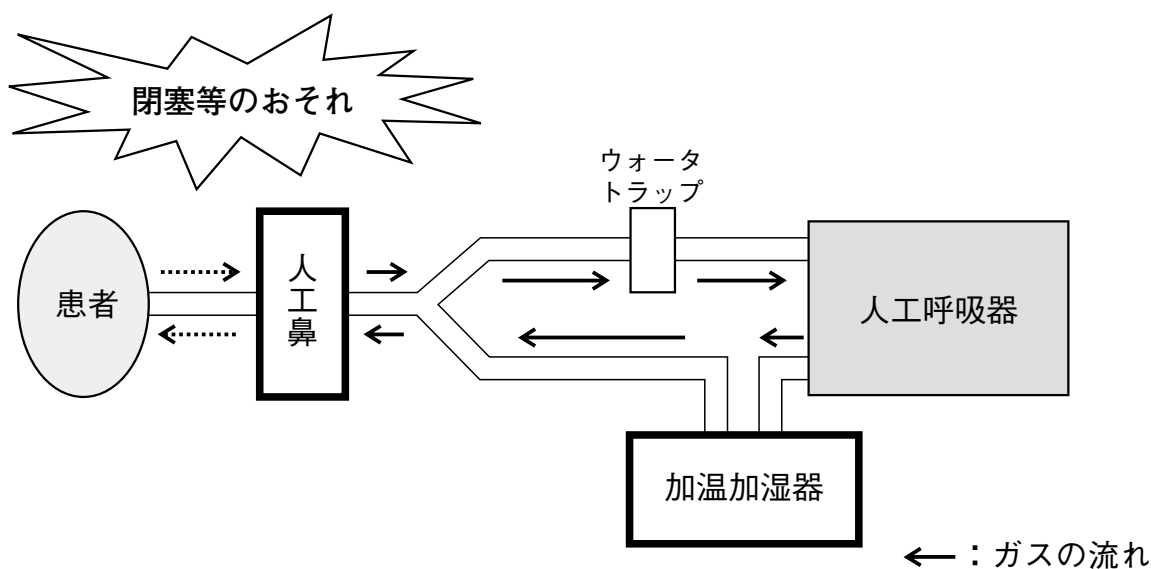 閉塞等のおそれ
ウォータ
トラップ
患者
人工鼻
人工呼吸器
加温加湿器
：ガスの流れ